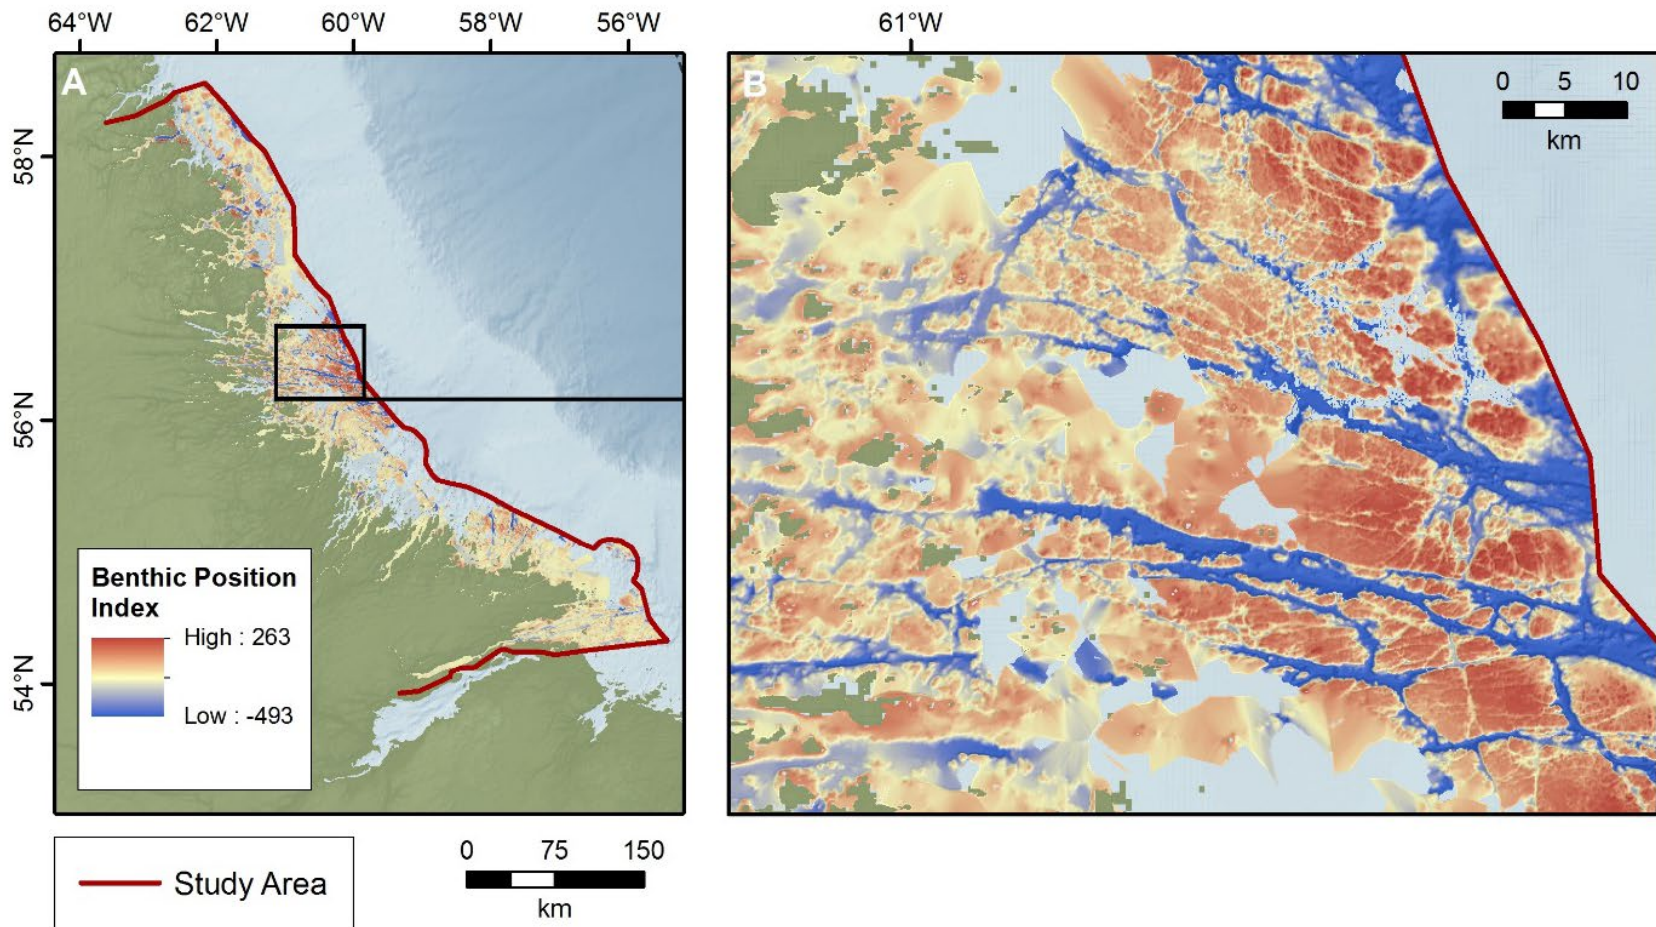 64°W 62°W 60°W 58°W 56°W
61°W
A
B
0 5 10
km
58°N
56°N
54°N
Benthic Position
Index
High : 263
Low : -493
Study Area
0 75 150
km